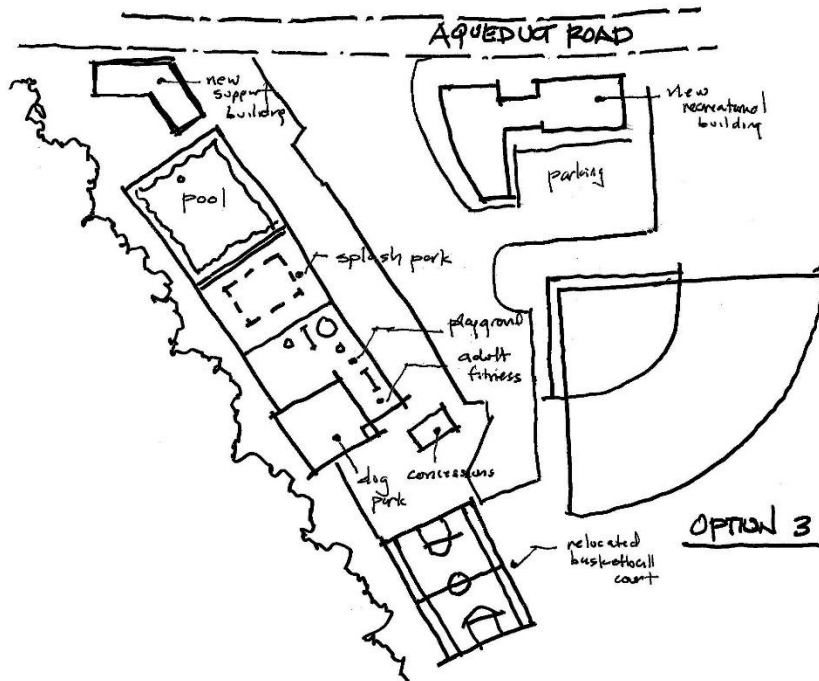 AQUEDUCT ROAD
new
support
building
new
recreational
building
parking
pool
splash park
playground
adult
fitness
dog
park
concessions
OPTION 3
relocated
basketball
court